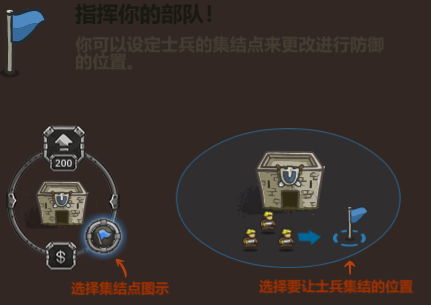 指挥你的部队!
你可以设定士兵的集结点来更改进行防御
的位置。
200
$
选择集结点图示
选择要让士兵集结的位置